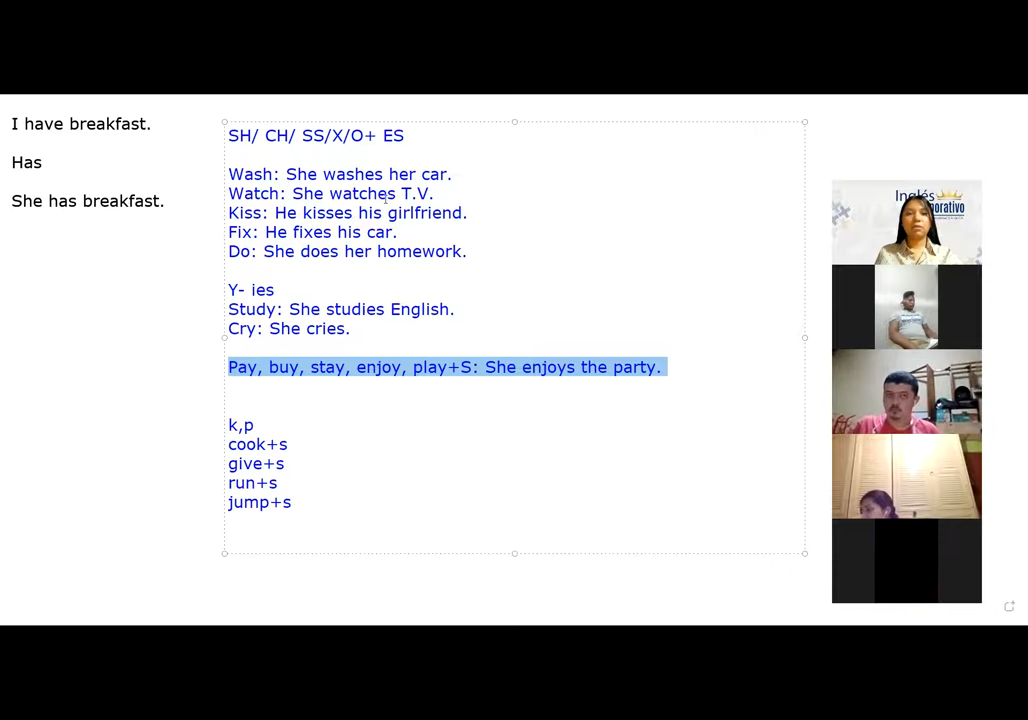 I have breakfast.
Has
She has breakfast.
SH/ CH/ SS/X/O+ ES
Wash: She washes her car.
Watch: She watches T.V.
Kiss: He kisses his girlfriend.
Fix: He fixes his car.
Do: She does her homework.
Y- ies
Study: She studies English.
Cry: She cries.
Pay, buy, stay, enjoy, play+S: She enjoys the party.
k,p
cook+s
give+s
run+s
jump+s
Inglés